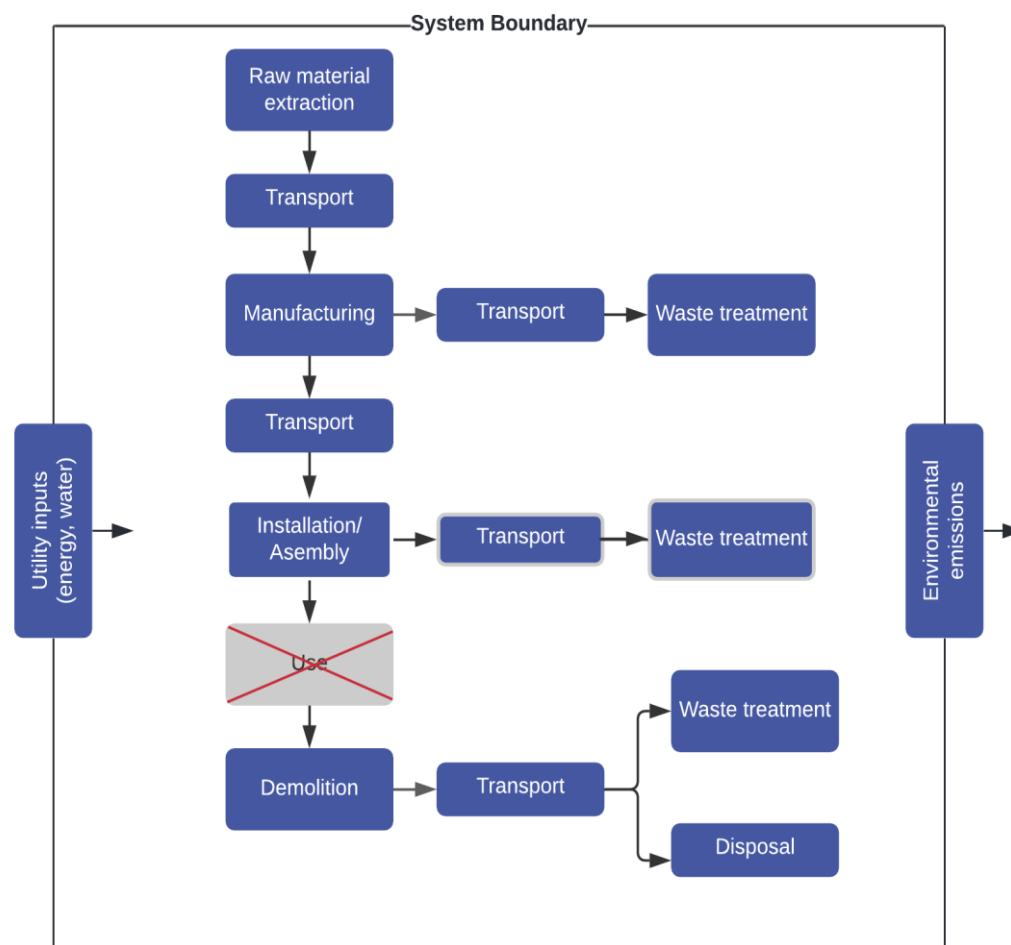 System Boundary
Raw material
extraction
Transport
Manufacturing
Transport
Waste treatment
Transport
Utility inputs
(energy, water)
Installation/
Asembly
Transport
Waste treatment
Environmental
emissions
Use
Demolition
Transport
Waste treatment
Disposal